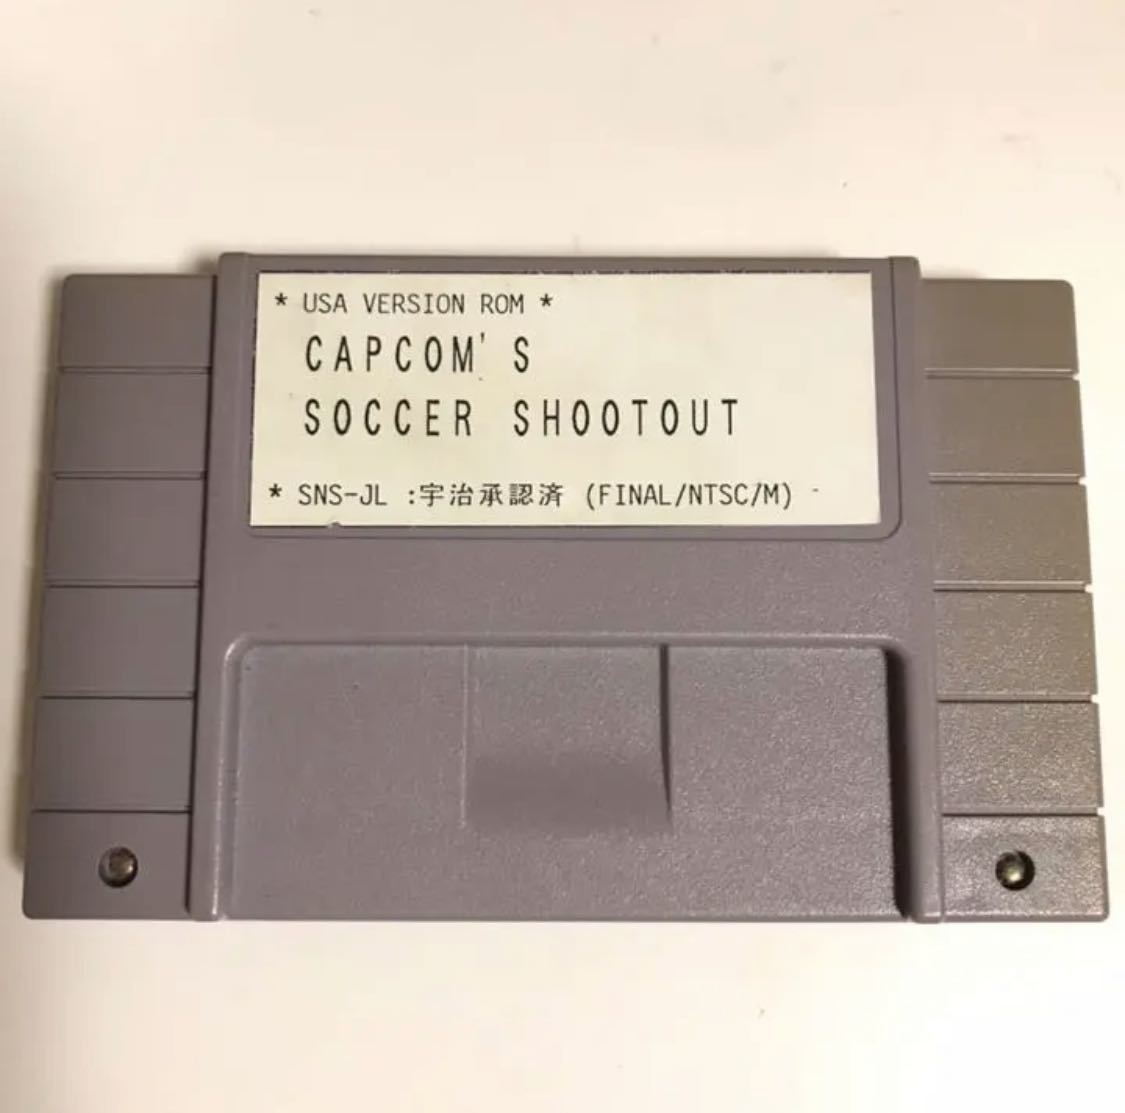 * USA VERSION ROM *
CAPCOM'S
SOCCER SHOOTOUT
* SNS-JL :宇治承認済 (FINAL/NTSC/M)